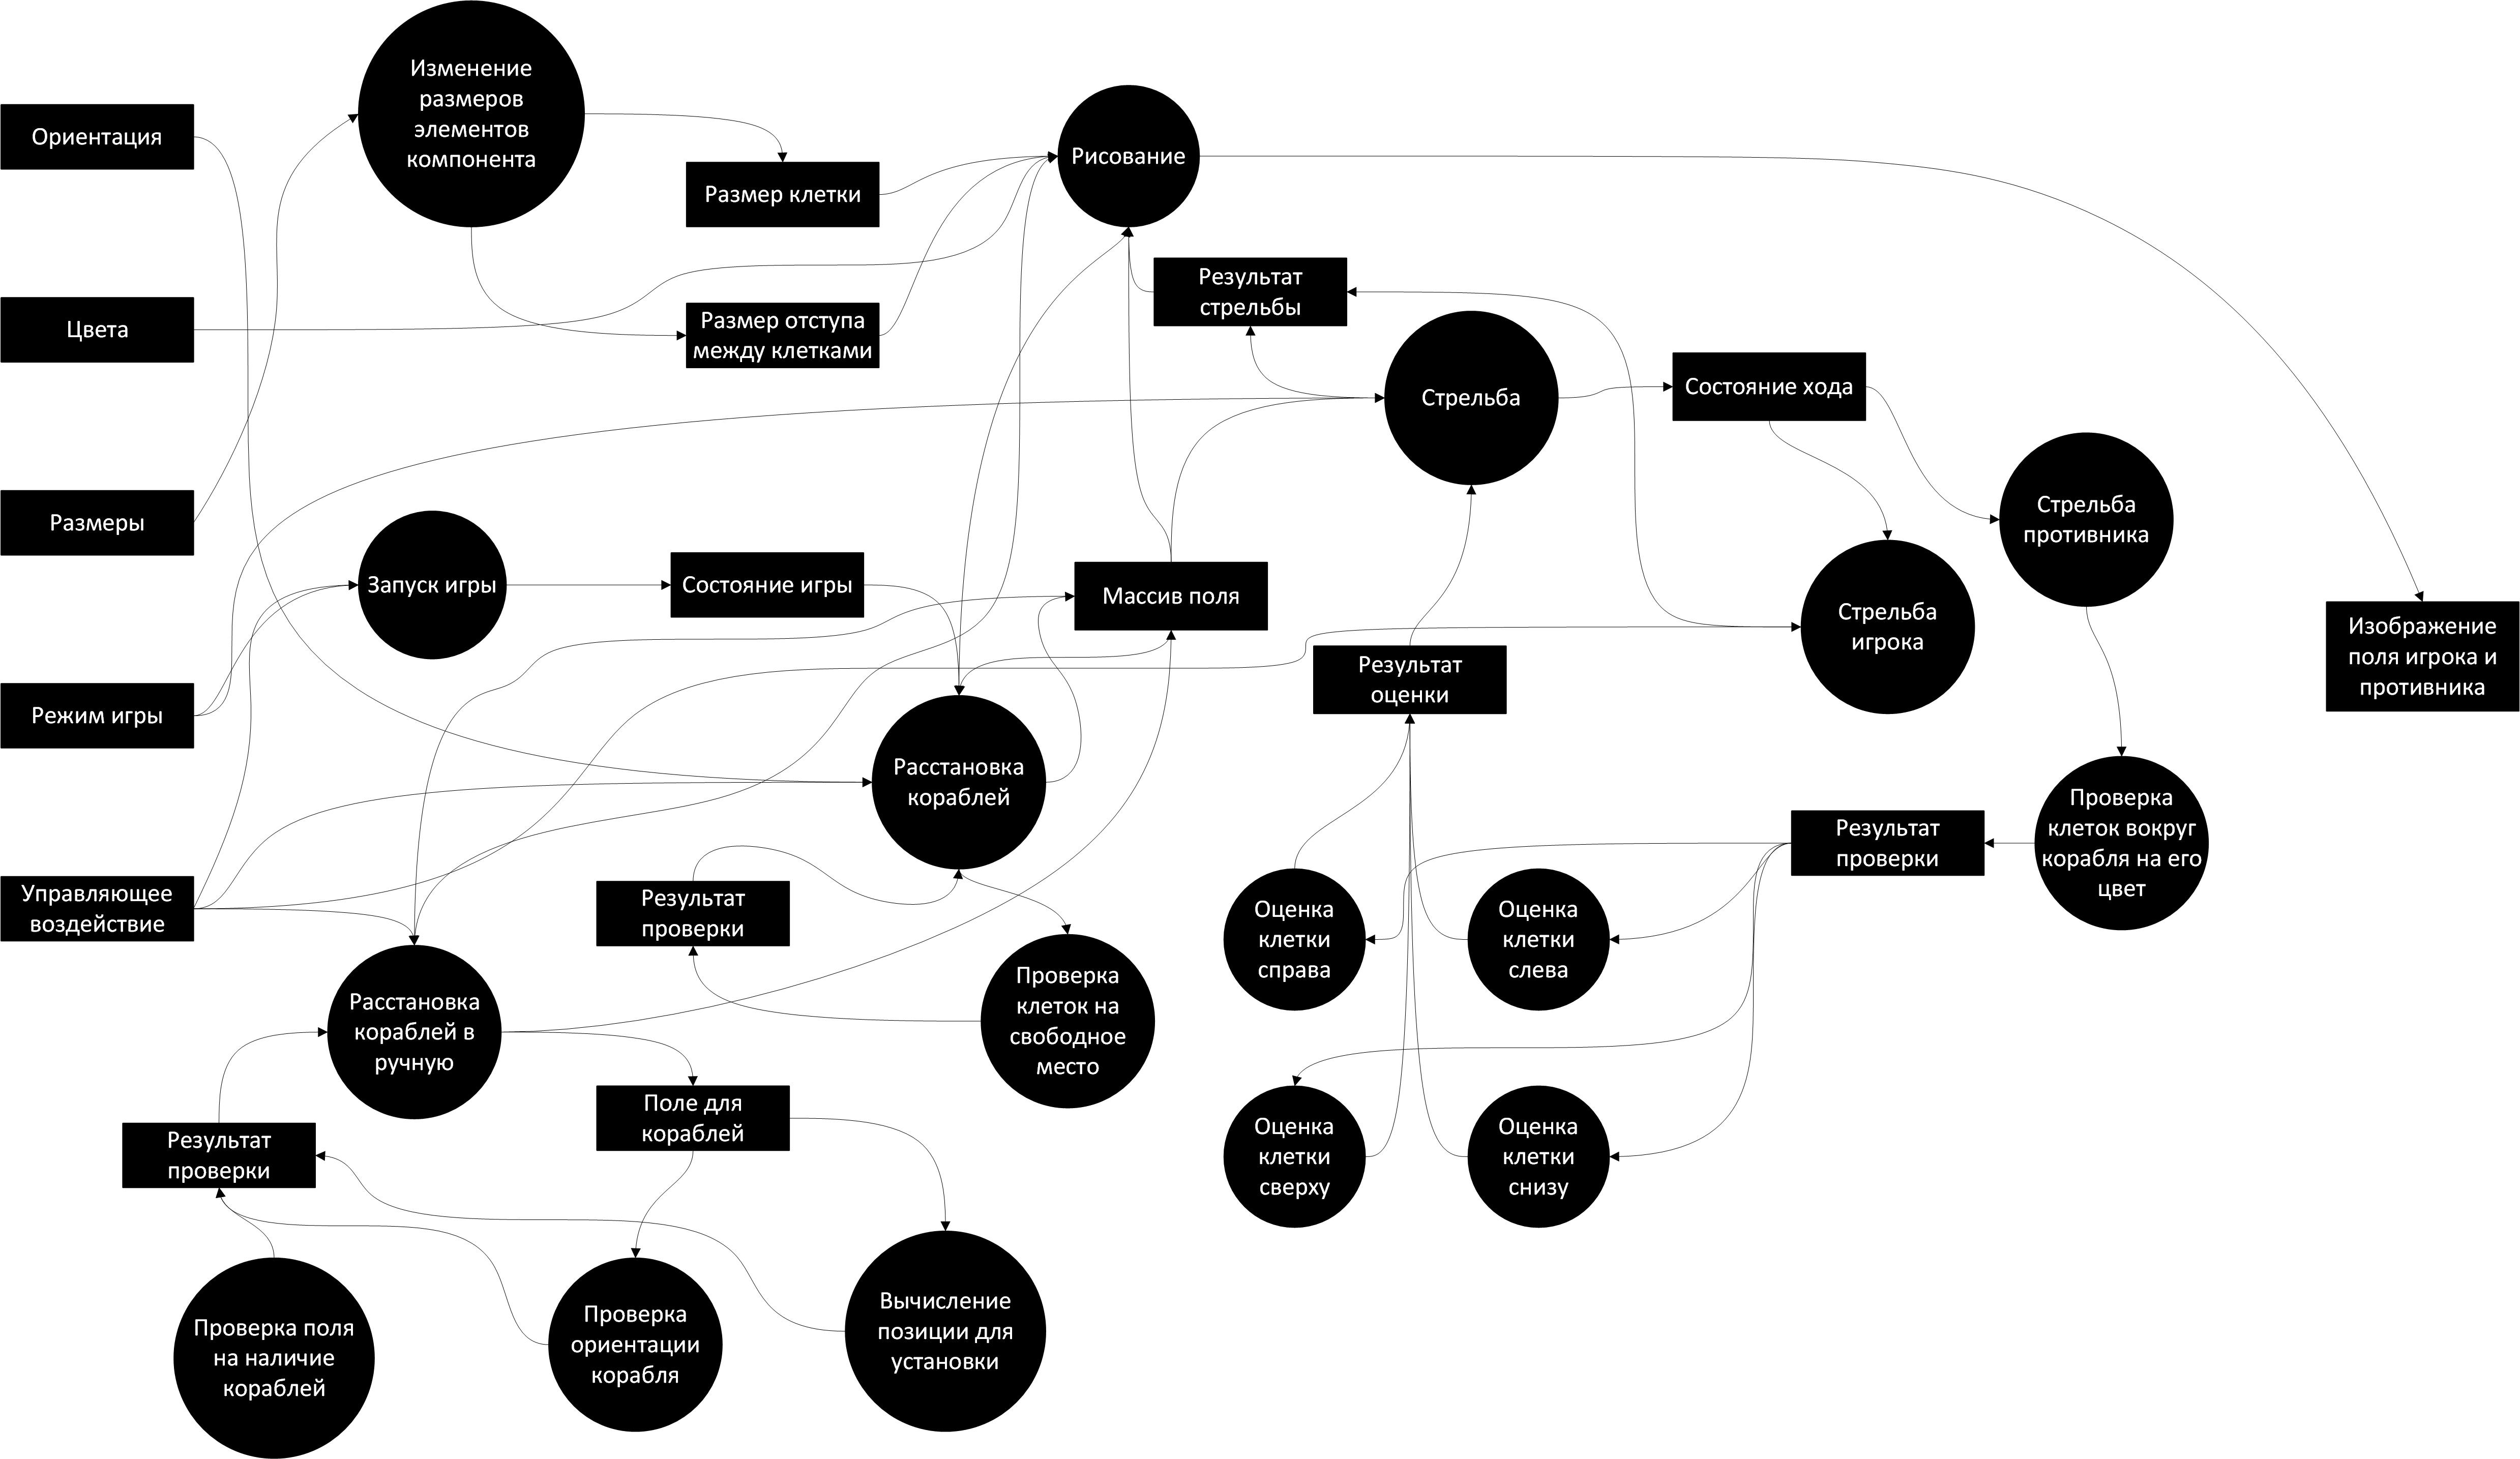 Изменение
размеров
элементов
компонента
Ориентация
Рисование
Размер клетки
Результат
стрельбы
Цвета
Размер отступа
между клетками
Стрельба
Состояние хода
Размеры
Стрельба
противника
Запуск игры
Состояние игры
Массив поля
Стрельба
игрока
Изображение
поля игрока и
противника
Результат
оценки
Режим игры
Расстановка
кораблей
Проверка
клеток вокруг
корабля на его
цвет
Результат
проверки
Управляющее
воздействие
Результат
проверки
Оценка
клетки
справа
Оценка
клетки
слева
Расстановка
кораблей в
ручную
Проверка
клеток на
свободное
место
Поле для
кораблей
Результат
проверки
Оценка
клетки
сверху
Оценка
клетки
снизу
Проверка поля
на наличие
кораблей
Проверка
ориентации
корабля
Вычисление
позиции для
установки